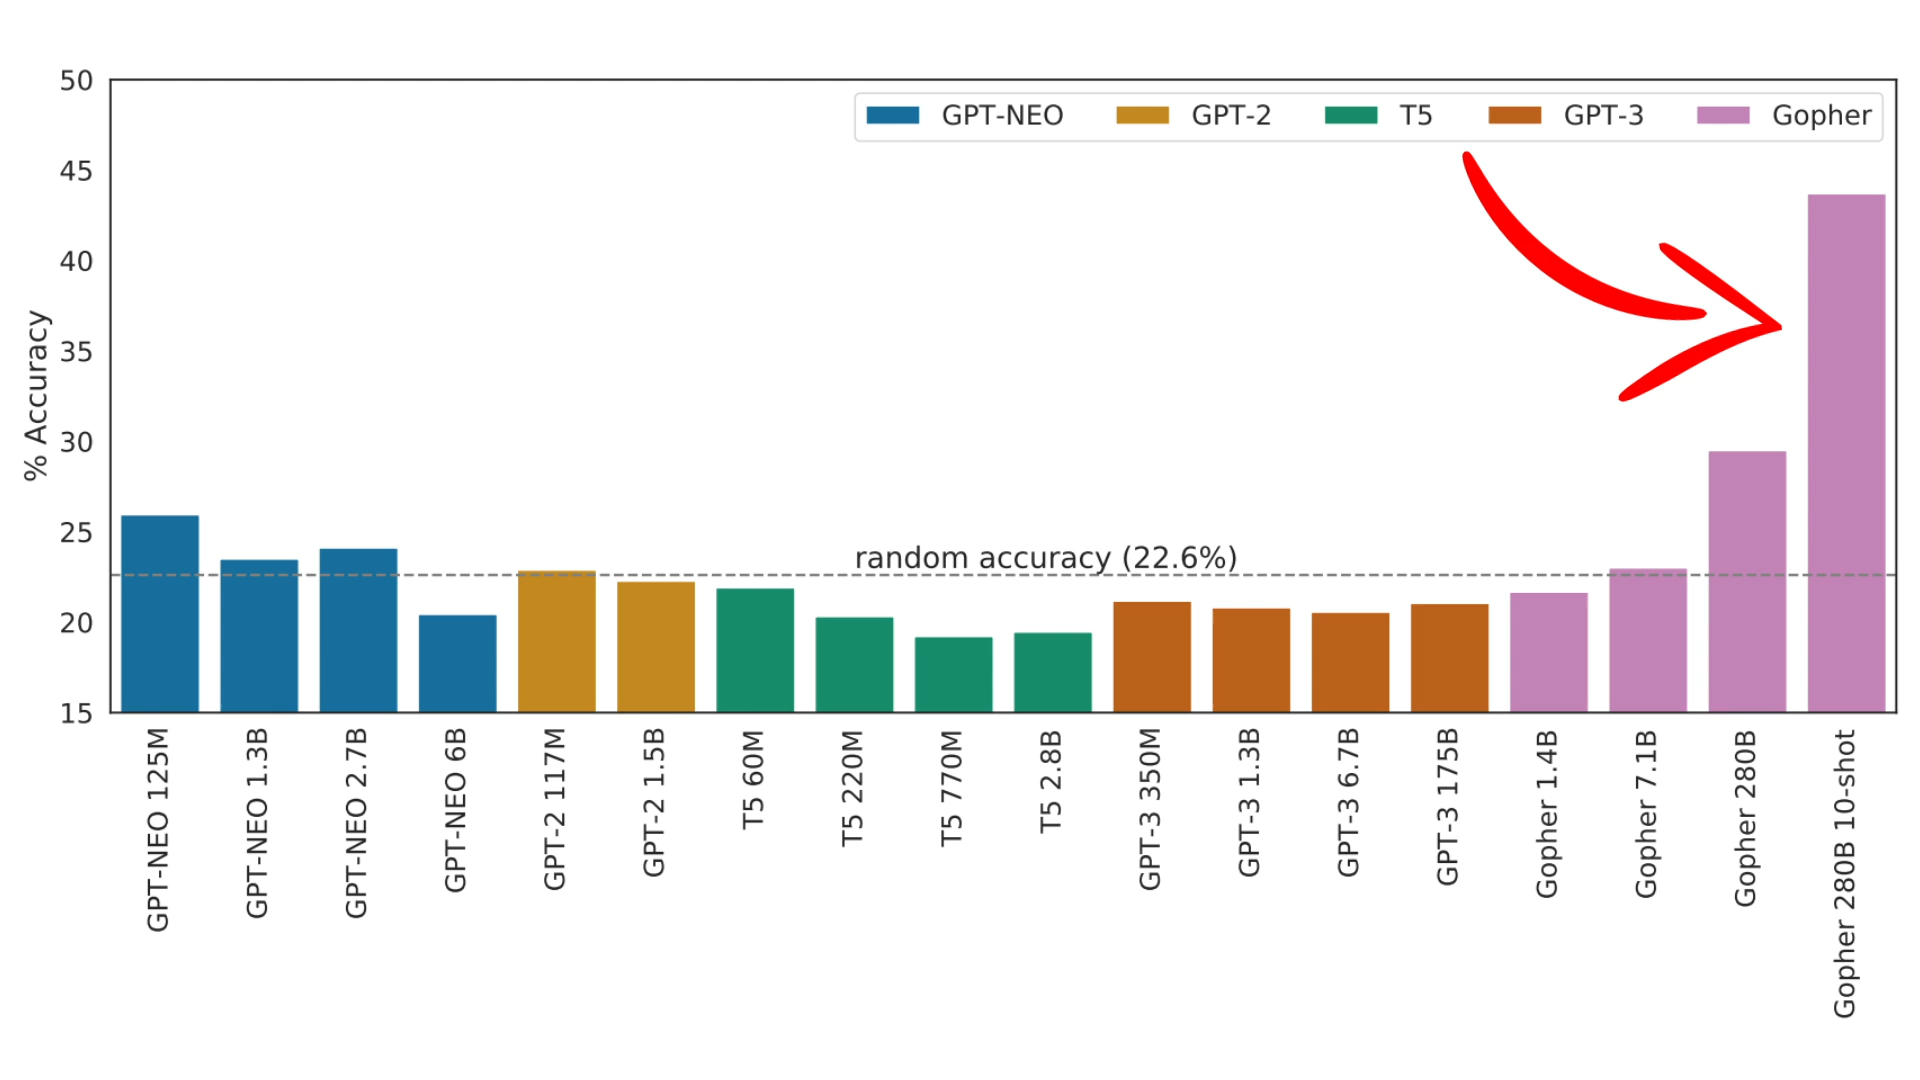 50
GPT-NEO GPT-2 T5 GPT-3 Gopher
45
40
35
30
25
20
15
% Accuracy
random accuracy (22.6%)
GPT-NEO 125M
GPT-NEO 1.3B
GPT-NEO 2.7B
GPT-NEO 6B
GPT-2 117M
GPT-2 1.5B
T5 60M
T5 220M
T5 770M
T5 2.8B
GPT-3 350M
GPT-3 1.3B
GPT-3 6.7B
GPT-3 175B
Gopher 1.4B
Gopher 7.1B
Gopher 280B
Gopher 280B 10-shot